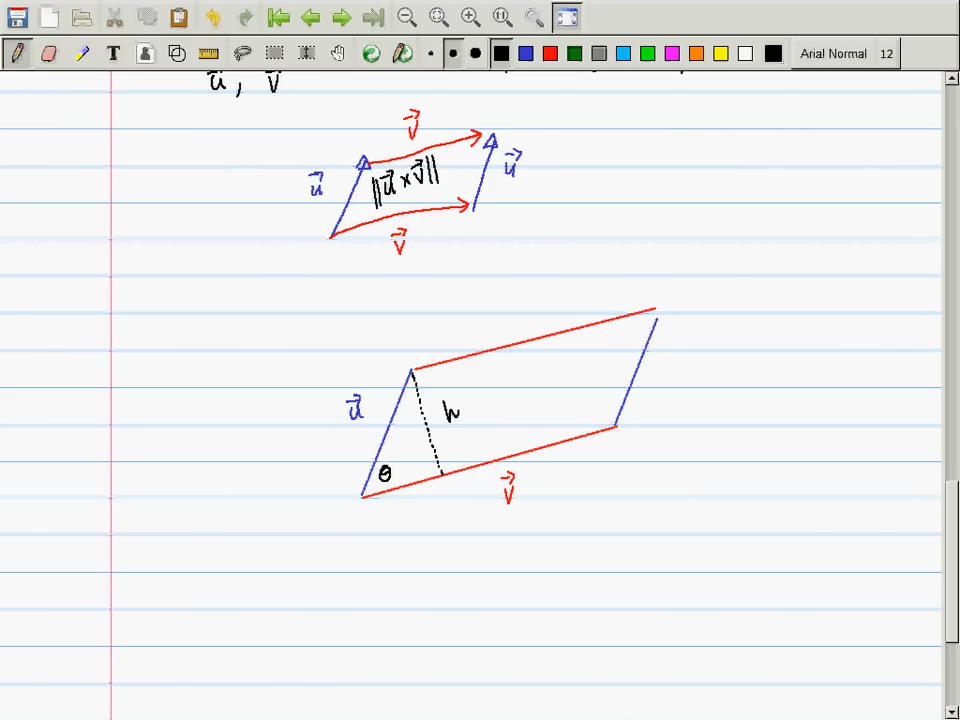 Arial Normal 12
u⃗, v⃗
v⃗
u⃗ ||u⃗ × v⃗|| u⃗
v⃗
u⃗ h
θ
v⃗